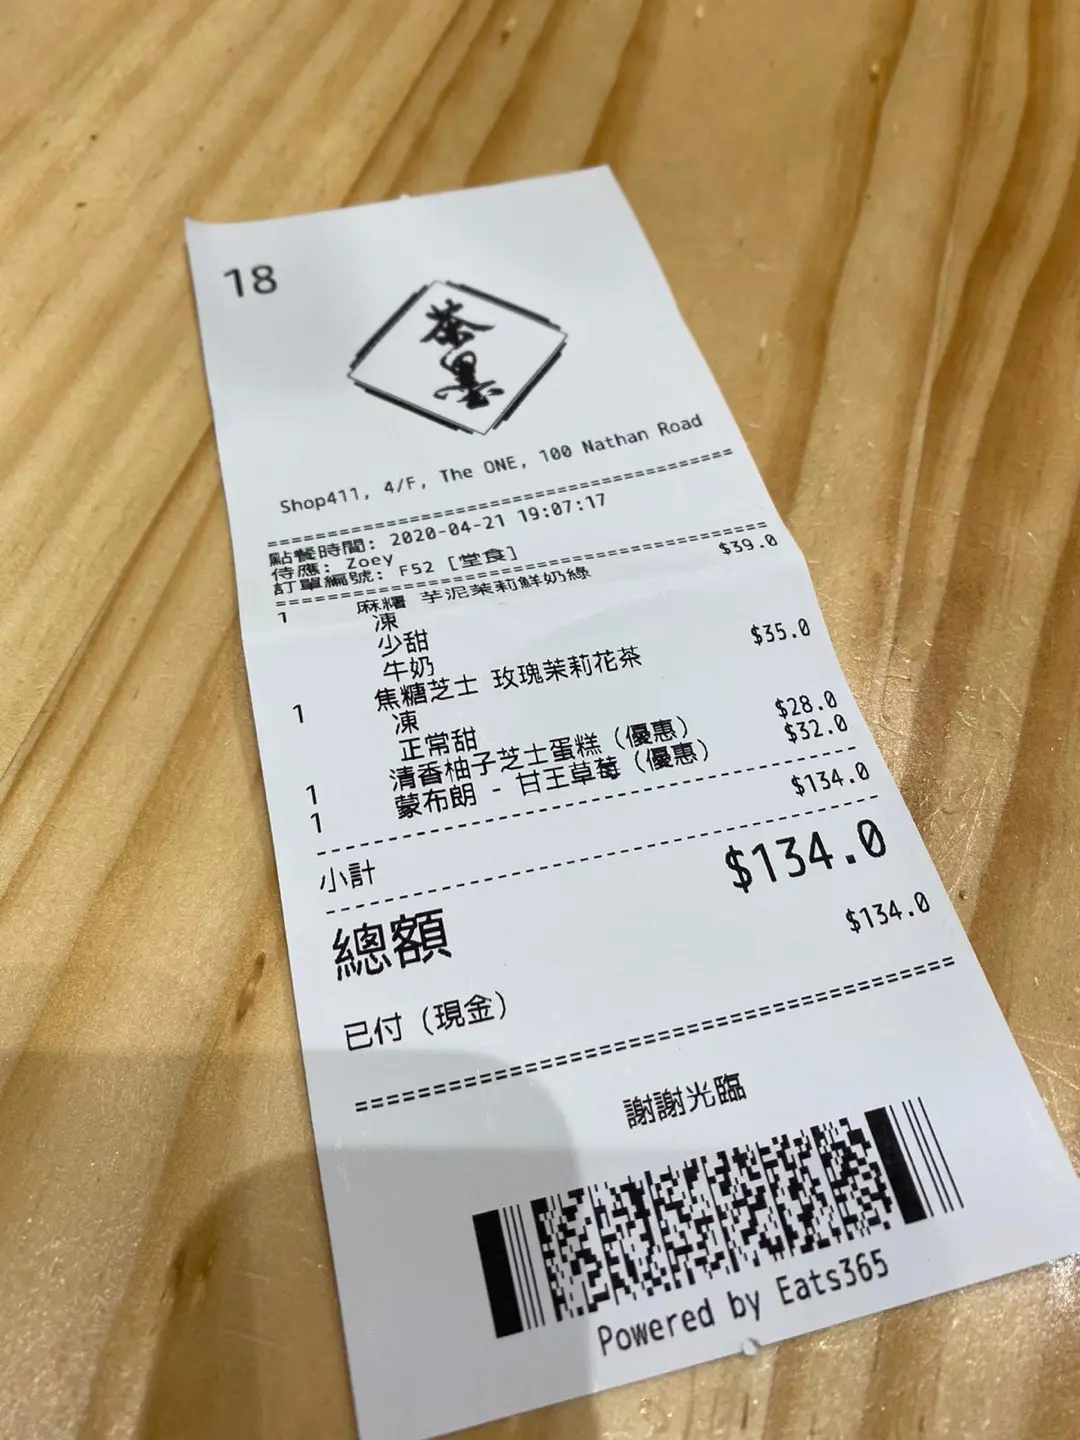 18
茶墨
Shop411, 4/F, The ONE, 100 Nathan Road
點餐時間: 2020-04-21 19:07:17
侍應: Zoey
訂單編號: F52 [堂食]
1 麻糬 芋泥茉莉鮮奶綠 $39.0
凍
少甜
牛奶
1 焦糖芝士 玫瑰茉莉花茶 $35.0
凍
正常甜
1 清香柚子芝士蛋糕 (優惠) $28.0
1 蒙布朗 - 甘王草莓 (優惠) $32.0
小計 $134.0
總額 $134.0
已付 (現金) $134.0
謝謝光臨
Powered by Eats365